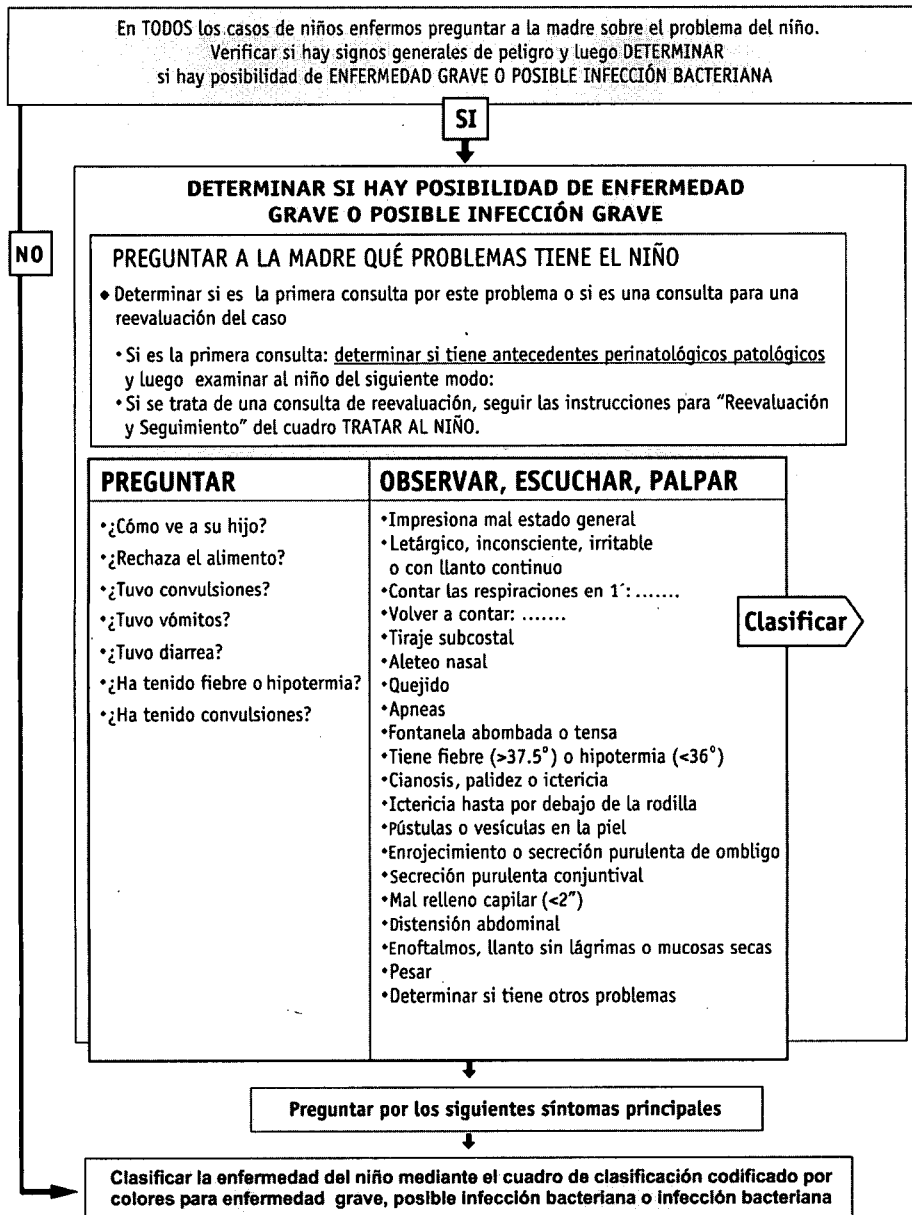 En TODOS los casos de niños enfermos preguntar a la madre sobre el problema del niño.
Verificar si hay signos generales de peligro y luego DETERMINAR
si hay posibilidad de ENFERMEDAD GRAVE O POSIBLE INFECCIÓN BACTERIANA
SI
NO
DETERMINAR SI HAY POSIBILIDAD DE ENFERMEDAD
GRAVE O POSIBLE INFECCIÓN GRAVE
PREGUNTAR A LA MADRE QUÉ PROBLEMAS TIENE EL NIÑO
◆ Determinar si es la primera consulta por este problema o si es una consulta para una
reevaluación del caso
• Si es la primera consulta: determinar si tiene antecedentes perinatológicos patológicos
y luego examinar al niño del siguiente modo:
• Si se trata de una consulta de reevaluación, seguir las instrucciones para “Reevaluación
y Seguimiento” del cuadro TRATAR AL NIÑO.
PREGUNTAR
•¿Cómo ve a su hijo?
•¿Rechaza el alimento?
•¿Tuvo convulsiones?
•¿Tuvo vómitos?
•¿Tuvo diarrea?
•¿Ha tenido fiebre o hipotermia?
•¿Ha tenido convulsiones?
OBSERVAR, ESCUCHAR, PALPAR
•Impresiona mal estado general
•Letárgico, inconsciente, irritable
o con llanto continuo
•Contar las respiraciones en 1´: .......
•Volver a contar: .......
•Tiraje subcostal
•Aleteo nasal
•Quejido
•Apneas
•Fontanela abombada o tensa
•Tiene fiebre (>37.5°) o hipotermia (<36°)
•Cianosis, palidez o ictericia
•Ictericia hasta por debajo de la rodilla
•Pústulas o vesículas en la piel
•Enrojecimiento o secreción purulenta de ombligo
•Secreción purulenta conjuntival
•Mal relleno capilar (<2”)
•Distensión abdominal
•Enoftalmos, llanto sin lágrimas o mucosas secas
•Pesar
•Determinar si tiene otros problemas
Clasificar
Preguntar por los siguientes síntomas principales
Clasificar la enfermedad del niño mediante el cuadro de clasificación codificado por
colores para enfermedad grave, posible infección bacteriana o infección bacteriana